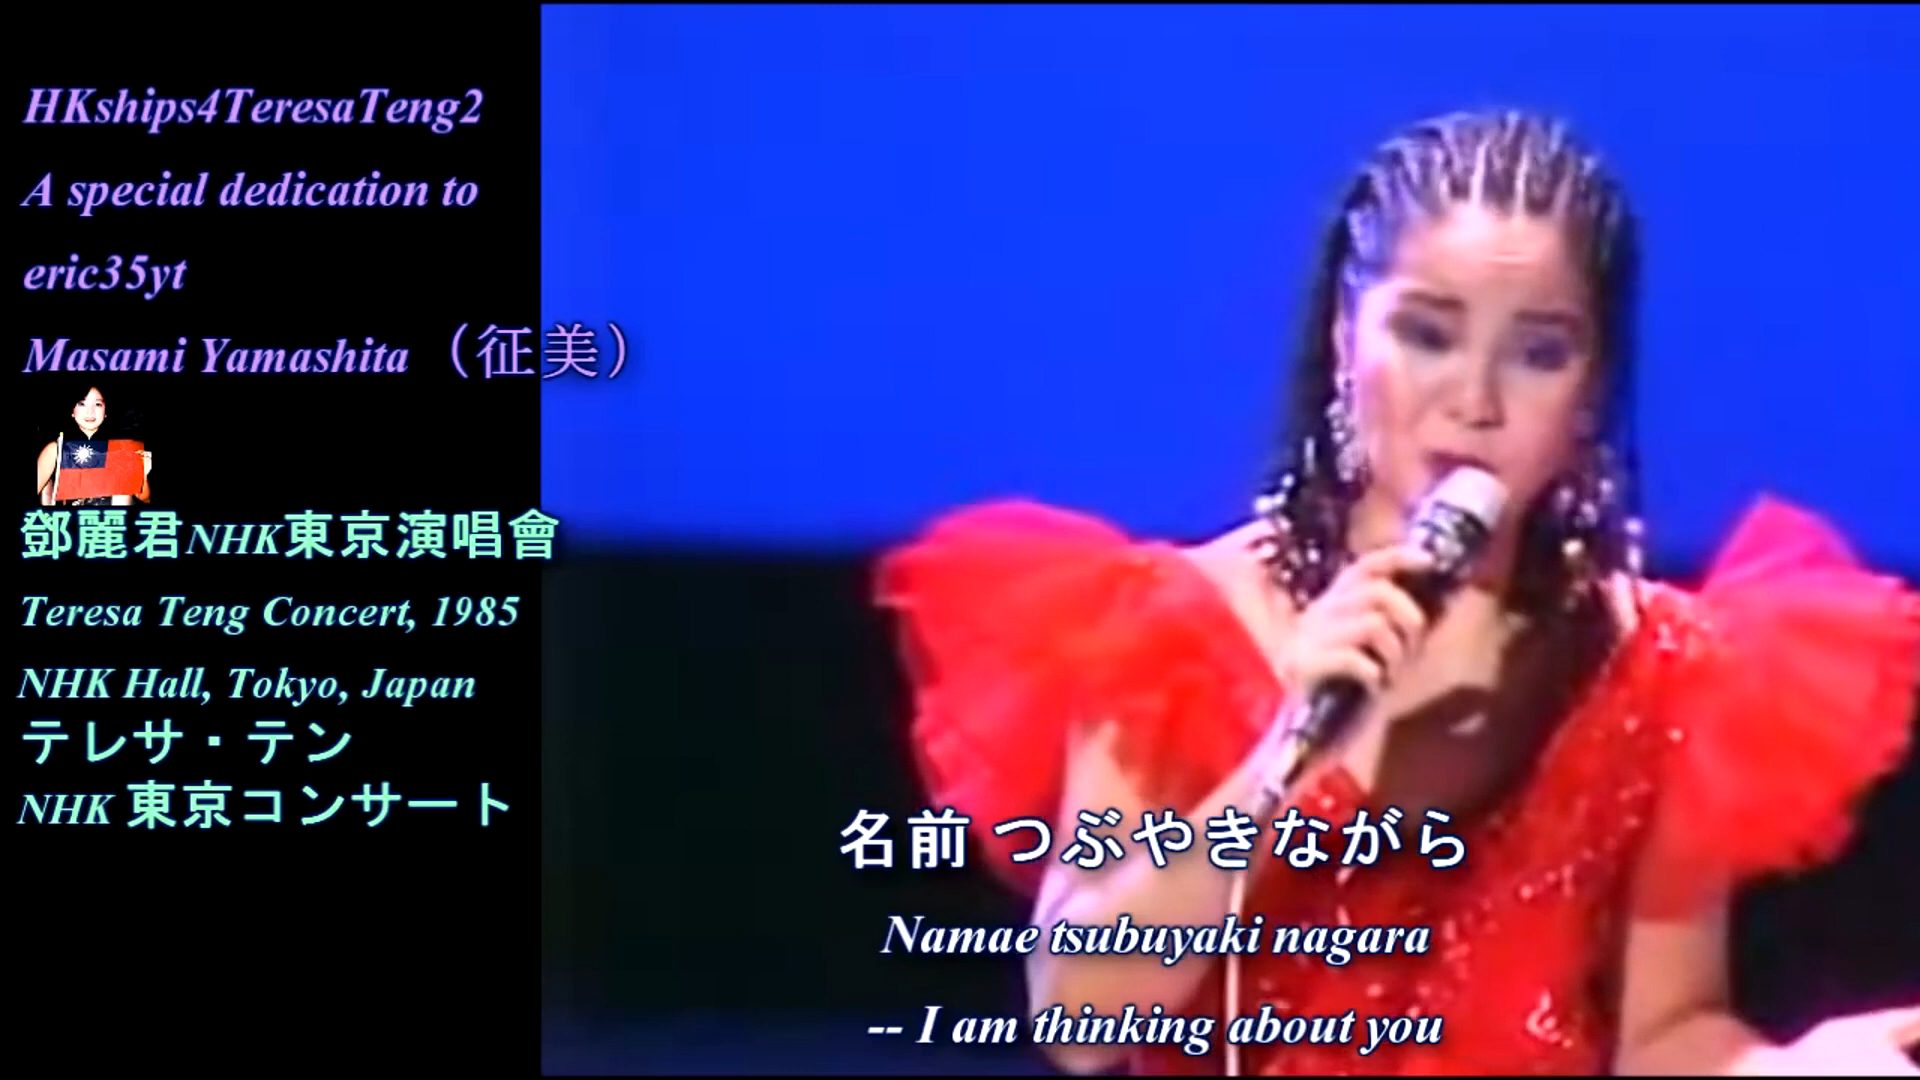 HKships4TeresaTeng2
A special dedication to
eric35yt
Masami Yamashita （征美）
鄧麗君NHK東京演唱會
Teresa Teng Concert, 1985
NHK Hall, Tokyo, Japan
テレサ・テン
NHK 東京コンサート
名前 つぶやきながら
Namae tsubuyaki nagara
-- I am thinking about you